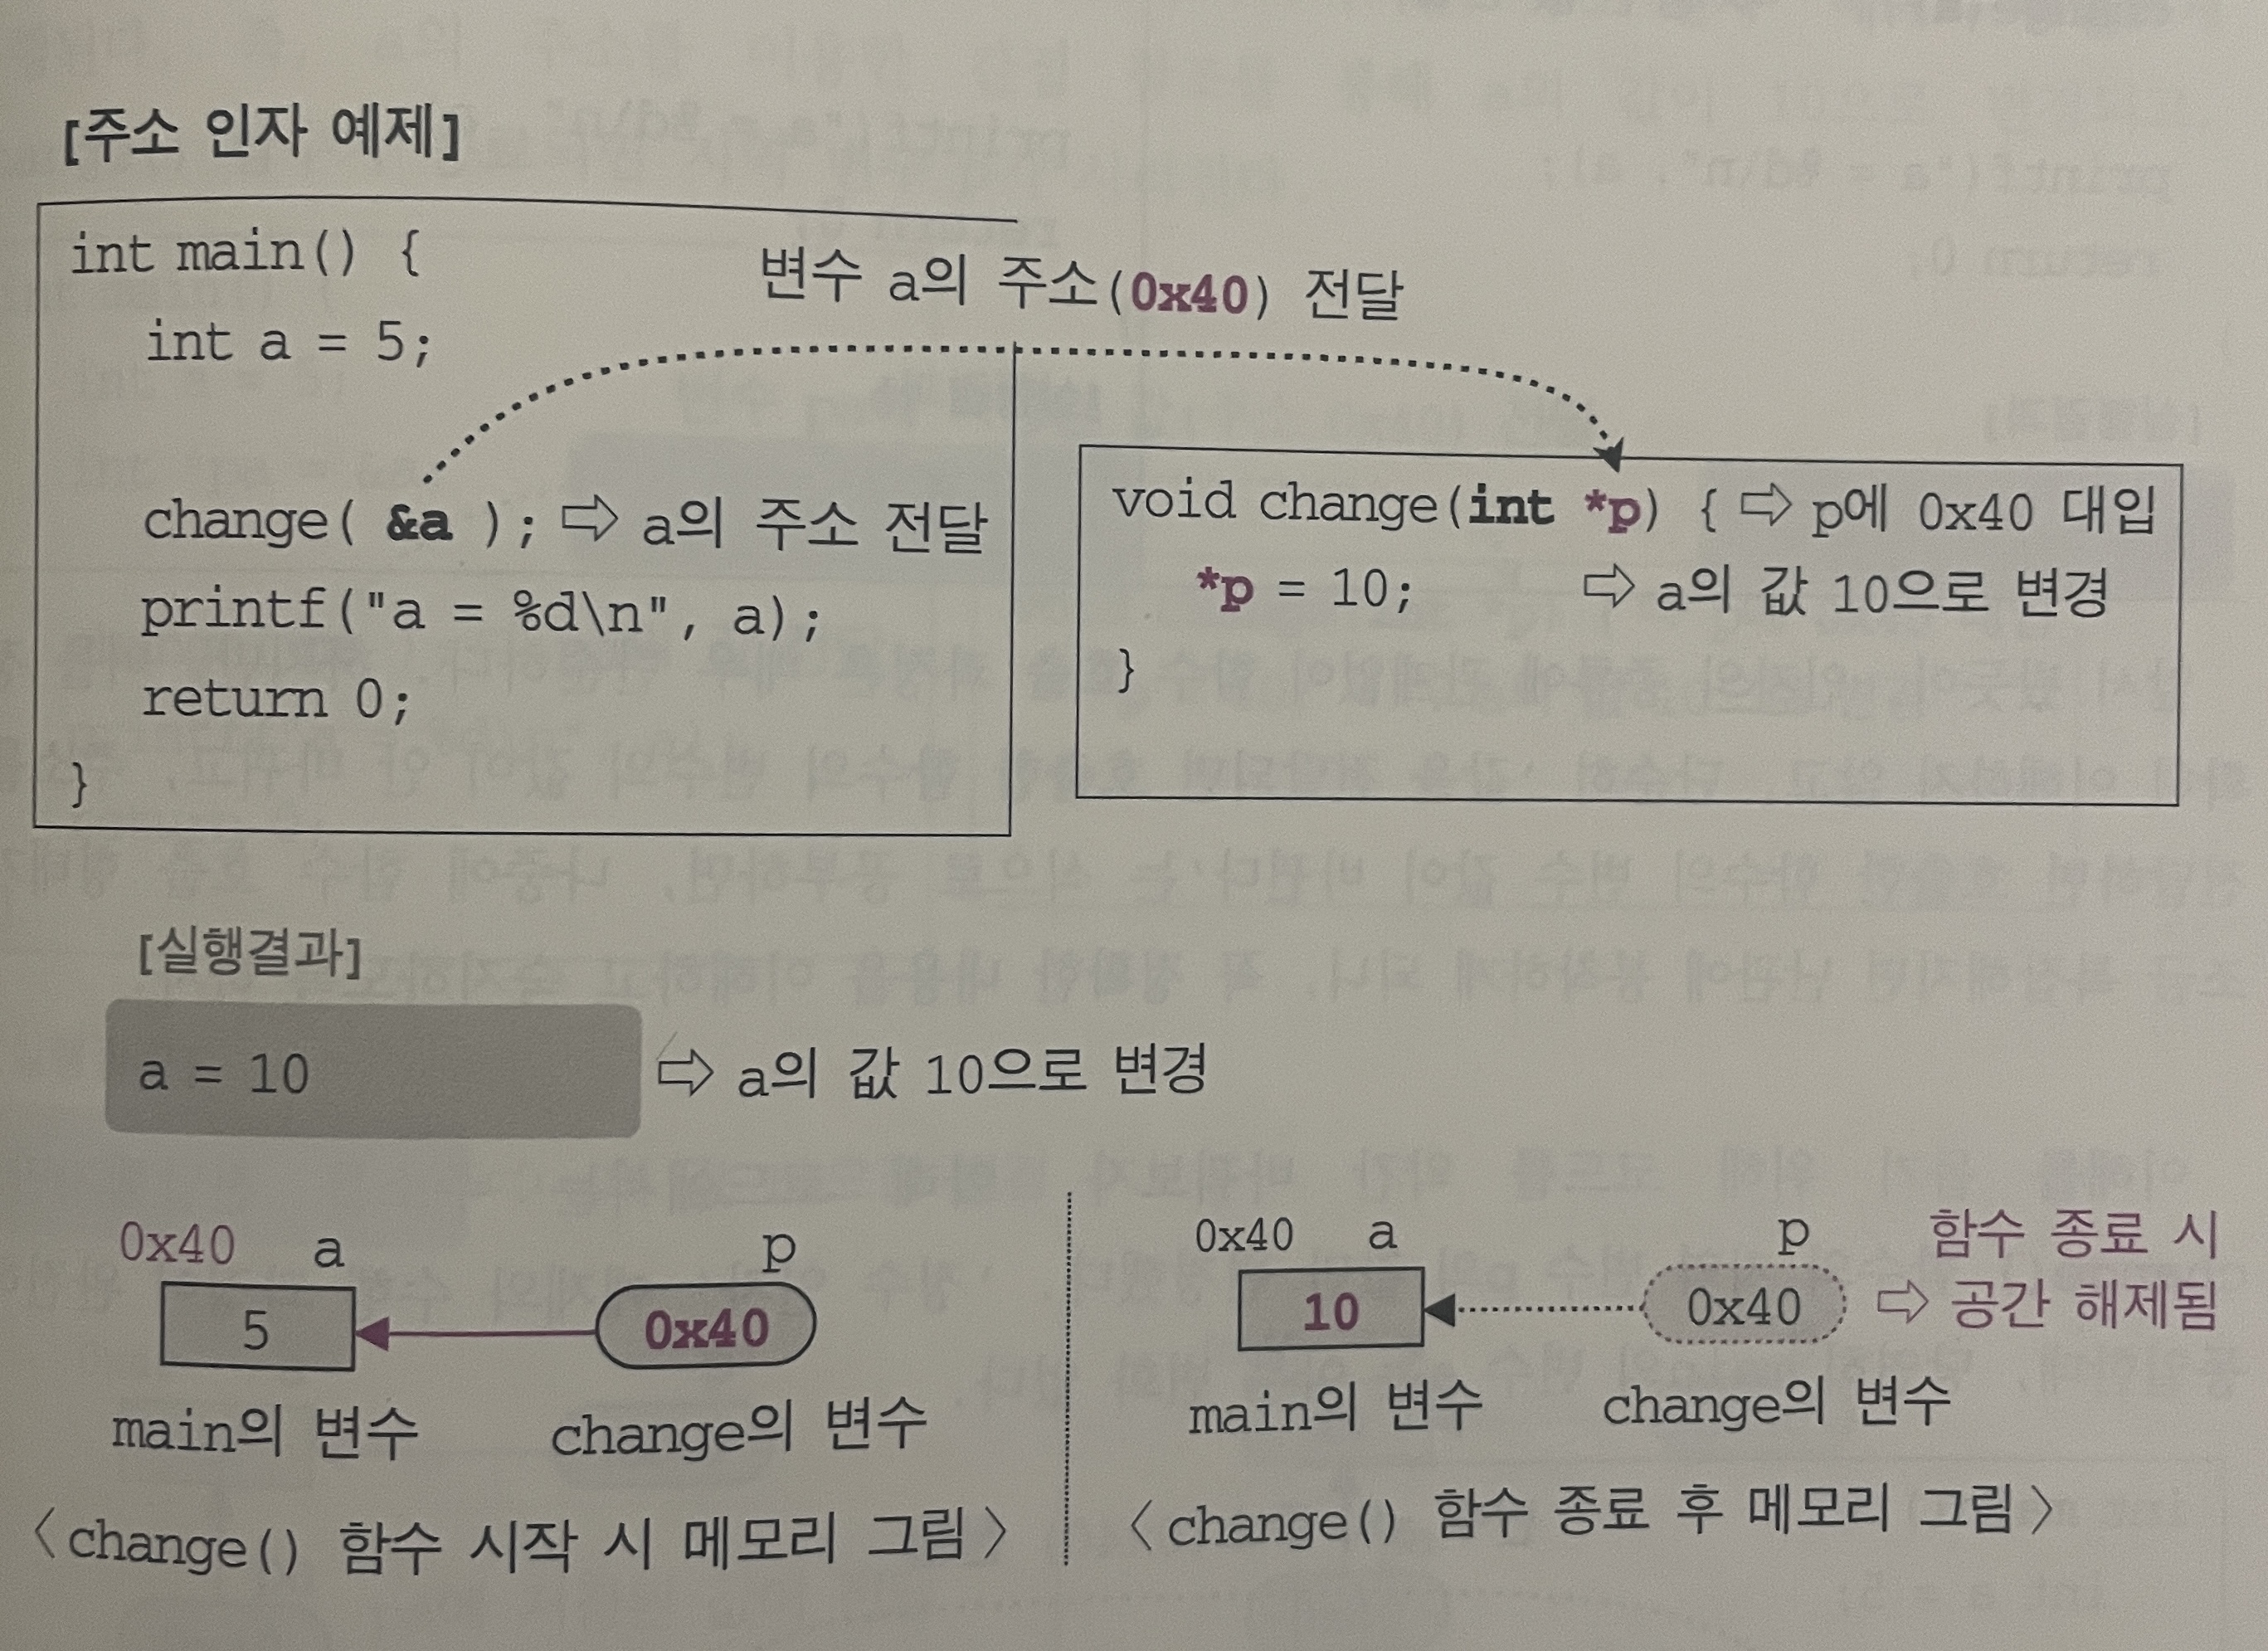 [주소 인자 예제]
int main() {
변수 a의 주소(0x40) 전달
int a = 5;
change( &a ); ⇨ a의 주소 전달
printf("a = %d\n", a);
return 0;
}
void change(int *p) { ⇨ p에 0x40 대입
*p = 10; ⇨ a의 값 10으로 변경
}
[실행결과]
a = 10 ⇨ a의 값 10으로 변경
0x40 a p
5 0x40
main의 변수 change의 변수
〈change() 함수 시작 시 메모리 그림〉
0x40 a p 함수 종료 시
10 0x40 ⇨ 공간 해제됨
main의 변수 change의 변수
〈change() 함수 종료 후 메모리 그림〉